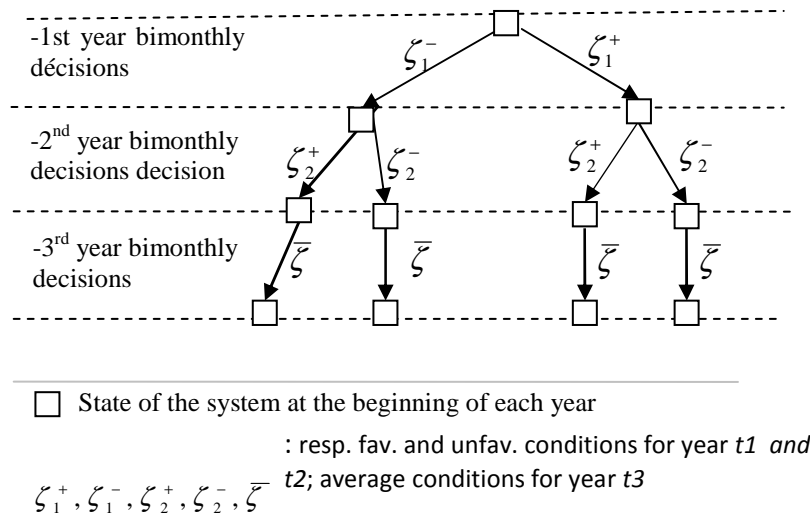 -1st year bimonthly
décisions
ζ₁⁻
ζ₁⁺
-2ⁿᵈ year bimonthly
decisions decision
ζ₂⁺
ζ₂⁻
ζ₂⁺
ζ₂⁻
-3ʳᵈ year bimonthly
decisions
ζ̅
ζ̅
ζ̅
ζ̅
State of the system at the beginning of each year
: resp. fav. and unfav. conditions for year t1 and
t2; average conditions for year t3
ζ₁⁺, ζ₁⁻, ζ₂⁺, ζ₂⁻, ζ̅